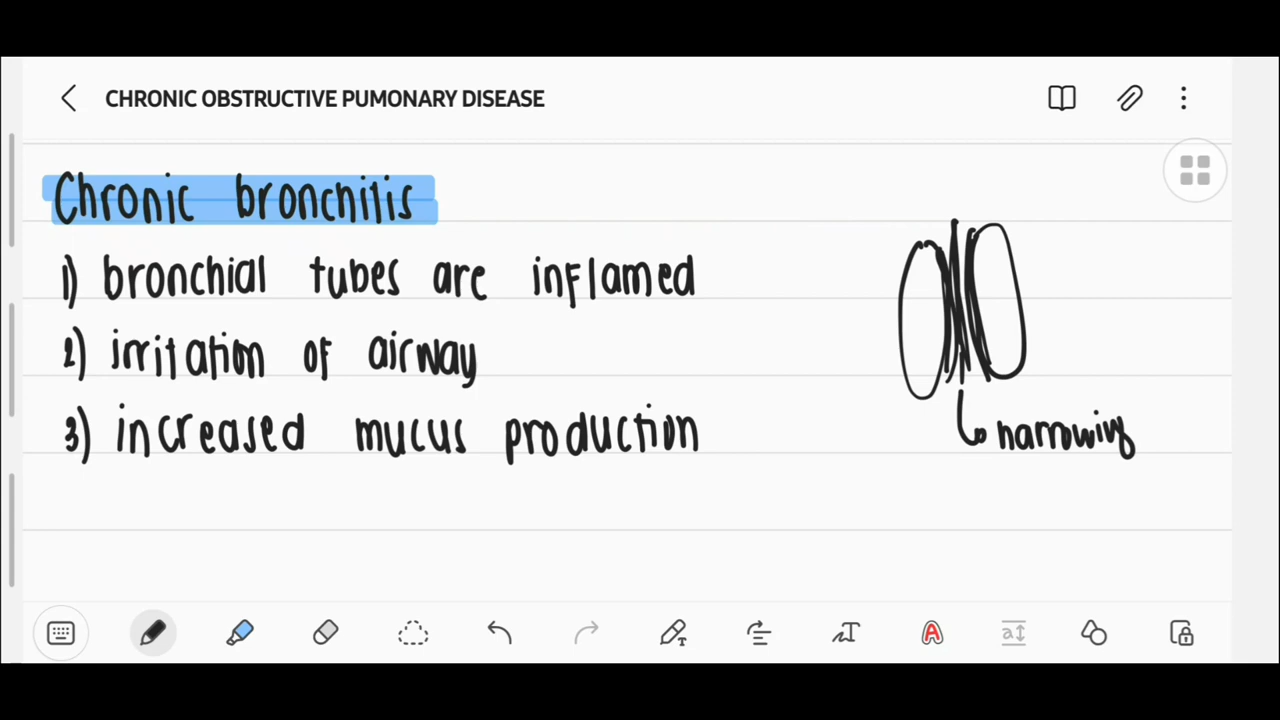 CHRONIC OBSTRUCTIVE PUMONARY DISEASE
Chronic bronchitis
1) bronchial tubes are inflamed
2) irritation of airway
3) increased mucus production
narrowing